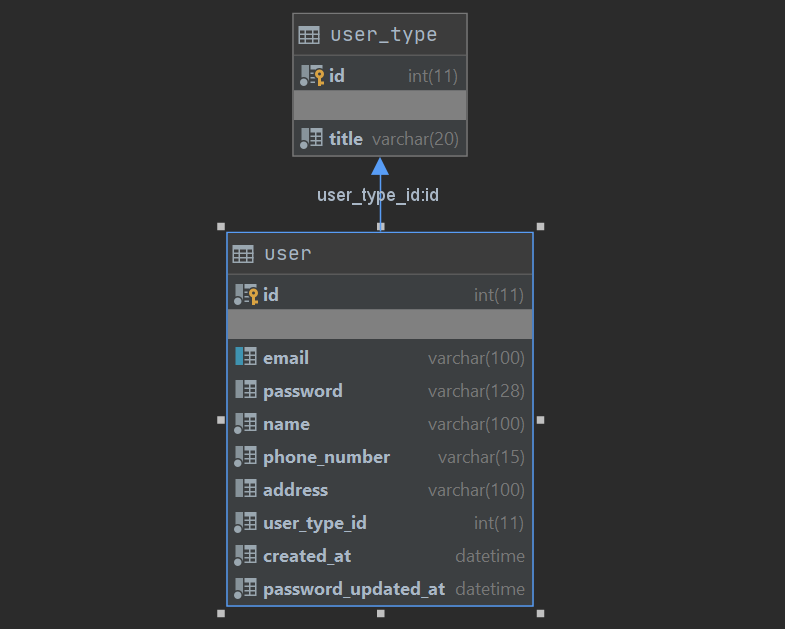 user_type
id int(11)
title varchar(20)
user_type_id:id
user
id int(11)
email varchar(100)
password varchar(128)
name varchar(100)
phone_number varchar(15)
address varchar(100)
user_type_id int(11)
created_at datetime
password_updated_at datetime